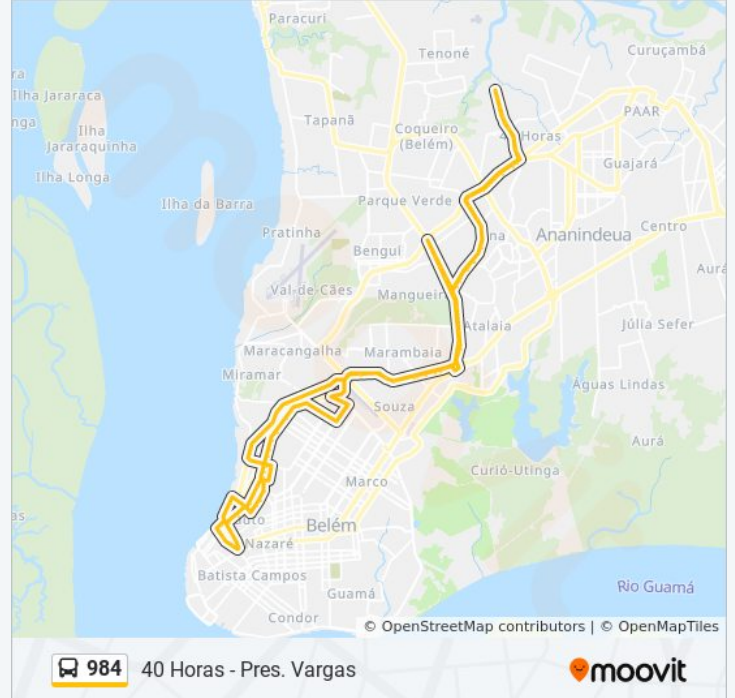 Paracuri
Tenoné
Curuçambá
Ilha Jararaca
PAAR
Tapanã
Ilha
Jararaquinha
Coqueiro
(Belém)
Horas
Guajará
Ilha Longa
Ilha da Barra
Parque Verde
Centro
Pratinha
Ananindeua
Bengui
Val-de-Cães
Mangueir
Atalaia
Júlia Sefer
Maracangalha
Marambaia
Miramar
Águas Lindas
Souza
Aurá
Curió-Utinga
Marco
Belém
Nazaré
Batista Campos
Rio Guamá
Guamá
Condor
© OpenStreetMap contributors | © OpenMapTiles
984 40 Horas - Pres. Vargas
moovit